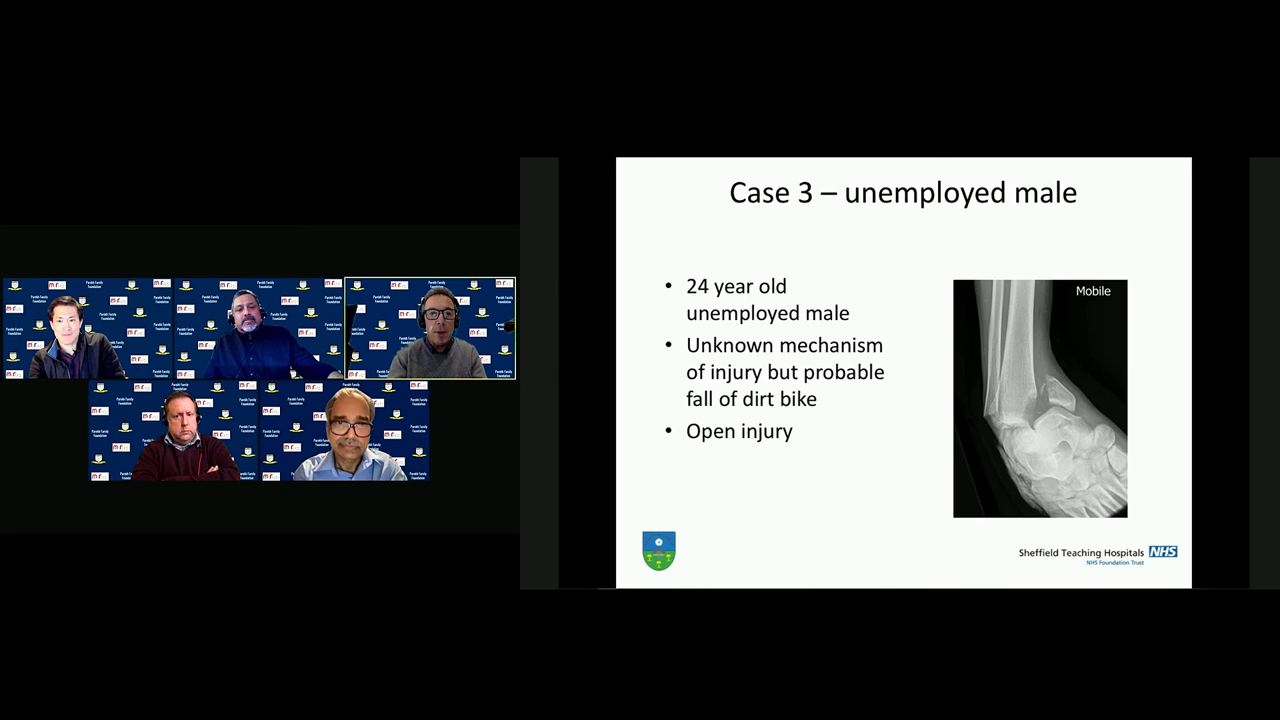 Case 3 – unemployed male
• 24 year old
unemployed male
• Unknown mechanism
of injury but probable
fall of dirt bike
• Open injury
Mobile
Sheffield Teaching Hospitals NHS
NHS Foundation Trust